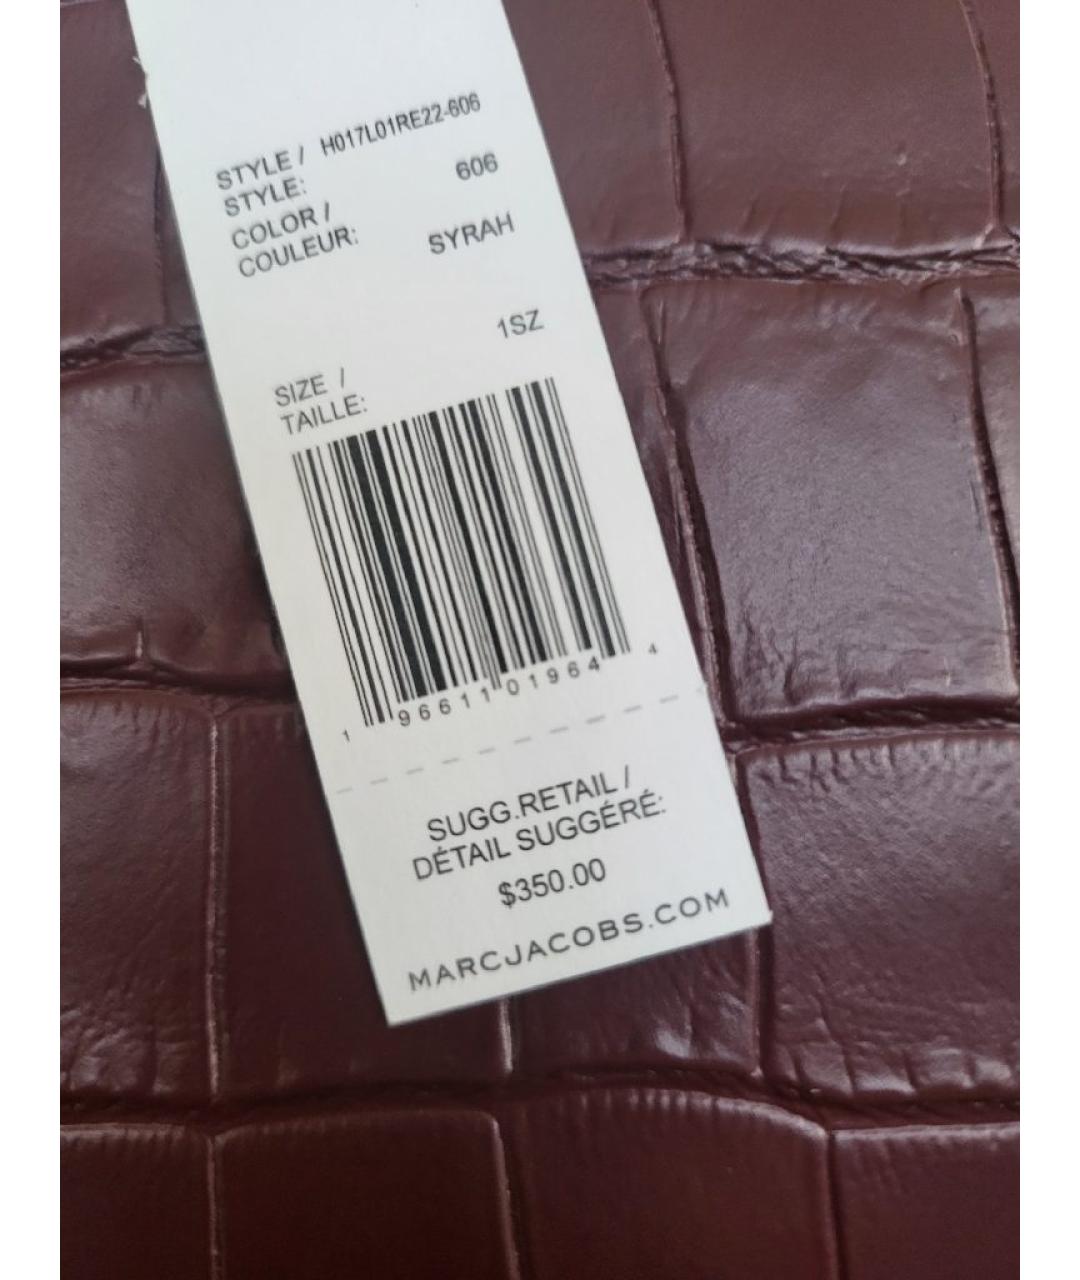 STYLE / H017L01RE22-606
STYLE:
606
COLOR /
COULEUR:
SYRAH
1SZ
SIZE /
TAILLE:
1 96611 01964 4
SUGG.RETAIL /
DÉTAIL SUGGÉRÉ:
$350.00
MARCJACOBS.COM